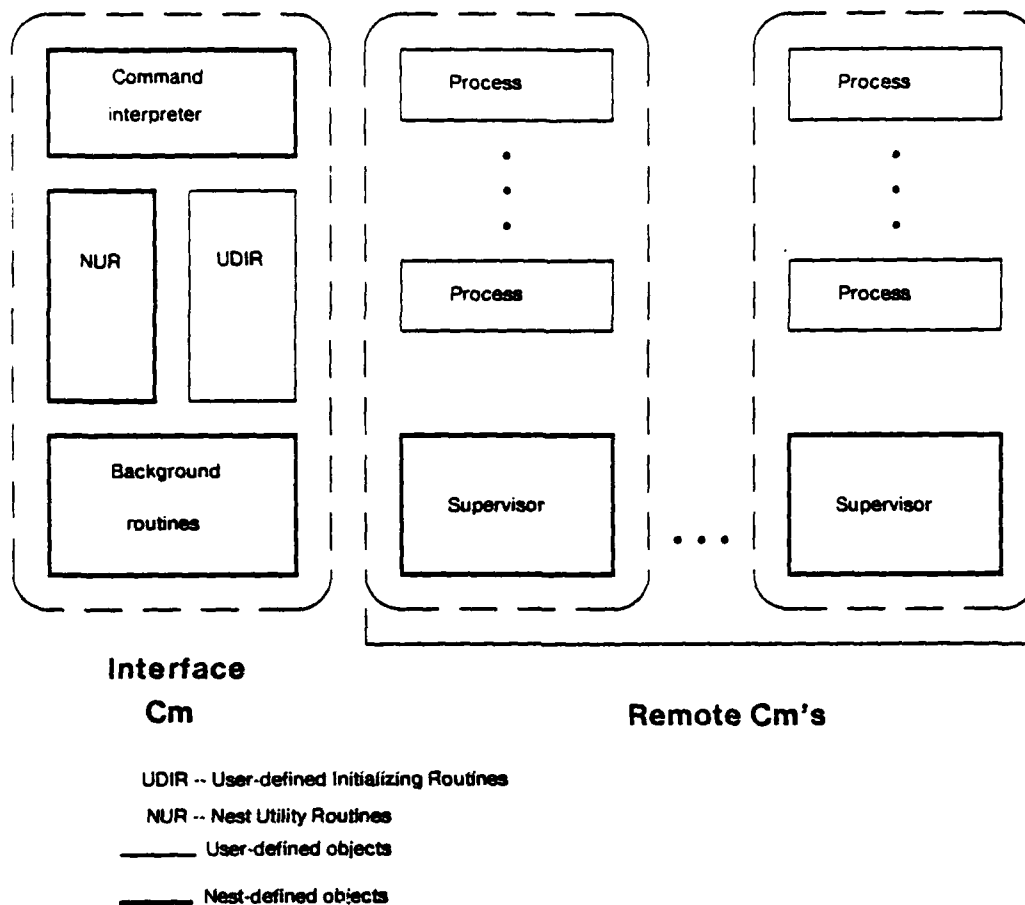 Command
interpreter
NUR
UDIR
Background
routines
Process
Process
Supervisor
Process
Process
Supervisor
Interface
Cm
Remote Cm's
UDIR -- User-defined Initializing Routines
NUR -- Nest Utility Routines
User-defined objects
Nest-defined objects